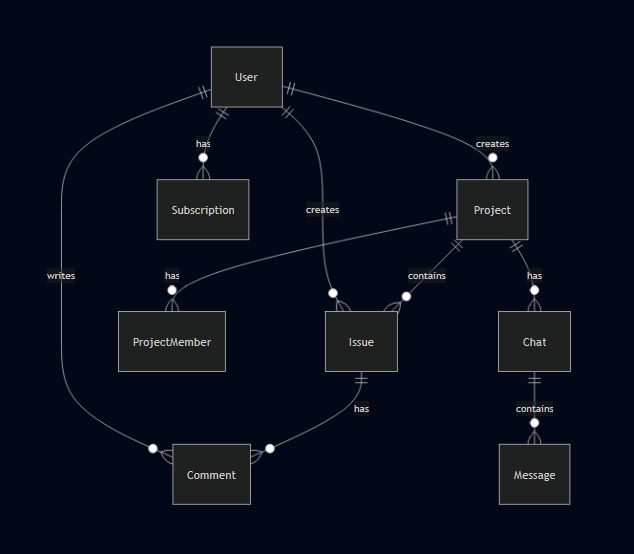 User
has
creates
Subscription
creates
Project
writes
has
contains
has
ProjectMember
Issue
Chat
has
contains
Comment
Message